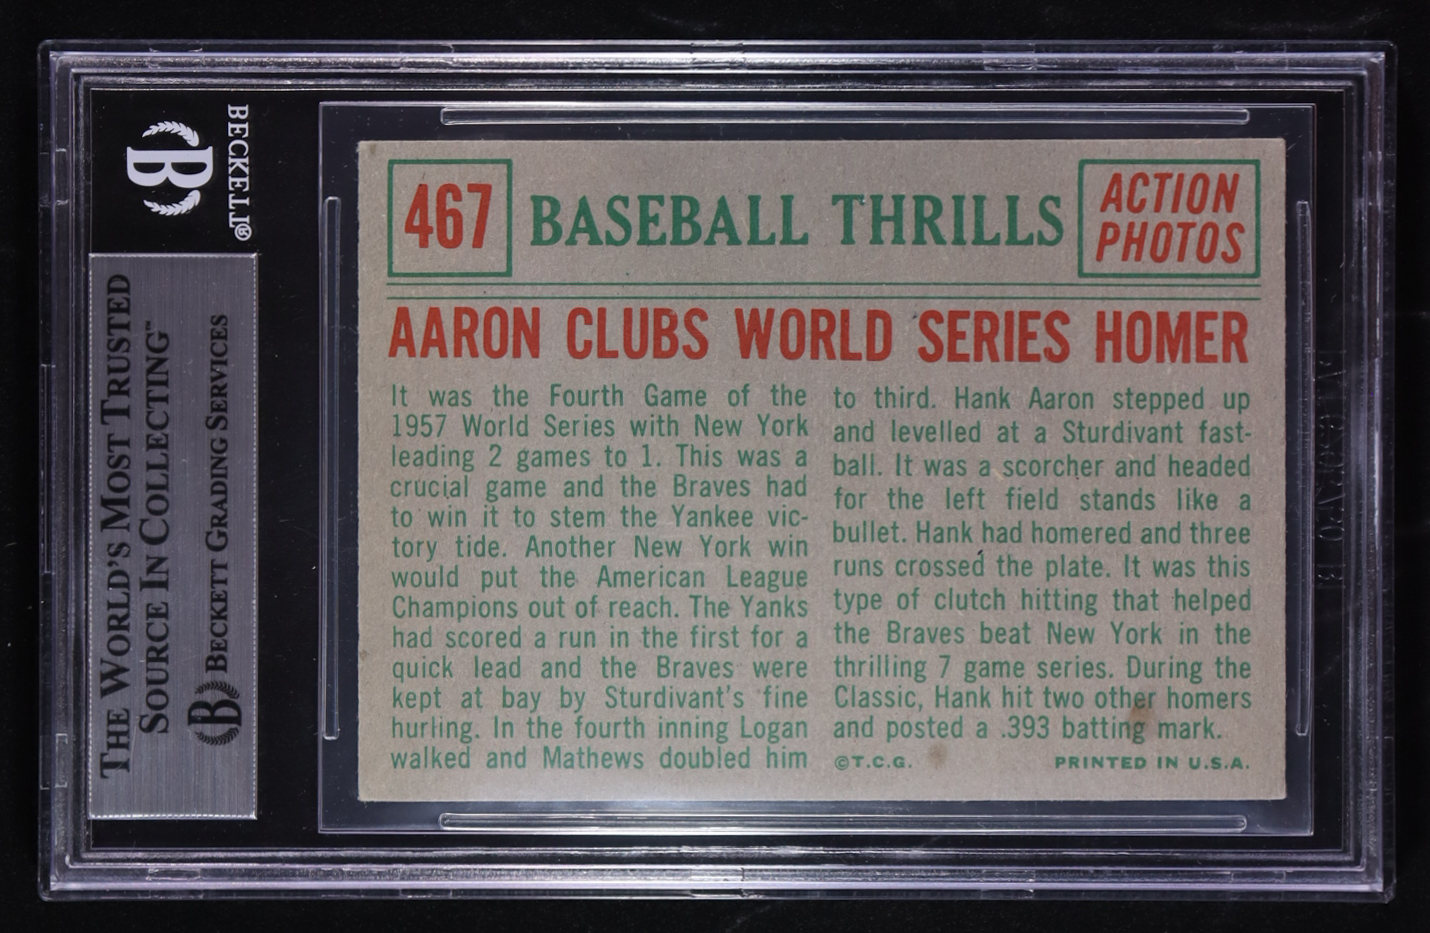 BECKETT®
THE WORLD'S MOST TRUSTED
SOURCE IN COLLECTING™
BECKETT GRADING SERVICES
467
BASEBALL THRILLS
ACTION
PHOTOS
AARON CLUBS WORLD SERIES HOMER
It was the Fourth Game of the
1957 World Series with New York
leading 2 games to 1. This was a
crucial game and the Braves had
to win it to stem the Yankee vic-
tory tide. Another New York win
would put the American League
Champions out of reach. The Yanks
had scored a run in the first for a
quick lead and the Braves were
kept at bay by Sturdivant's fine
hurling. In the fourth inning Logan
walked and Mathews doubled him
to third. Hank Aaron stepped up
and levelled at a Sturdivant fast-
ball. It was a scorcher and headed
for the left field stands like a
bullet. Hank had homered and three
runs crossed the plate. It was this
type of clutch hitting that helped
the Braves beat New York in the
thrilling 7 game series. During the
Classic, Hank hit two other homers
and posted a .393 batting mark.
©T.C.G.
PRINTED IN U.S.A.